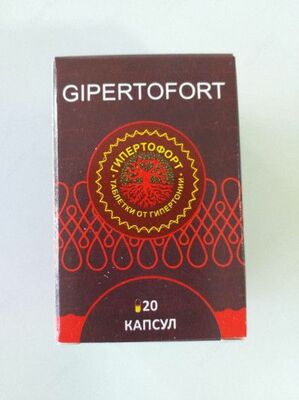 GIPERTOFORT
ГИПЕРТОФОРТ
• ТАБЛЕТКИ ОТ ГИПЕРТОНИИ •
20
КАПСУЛ